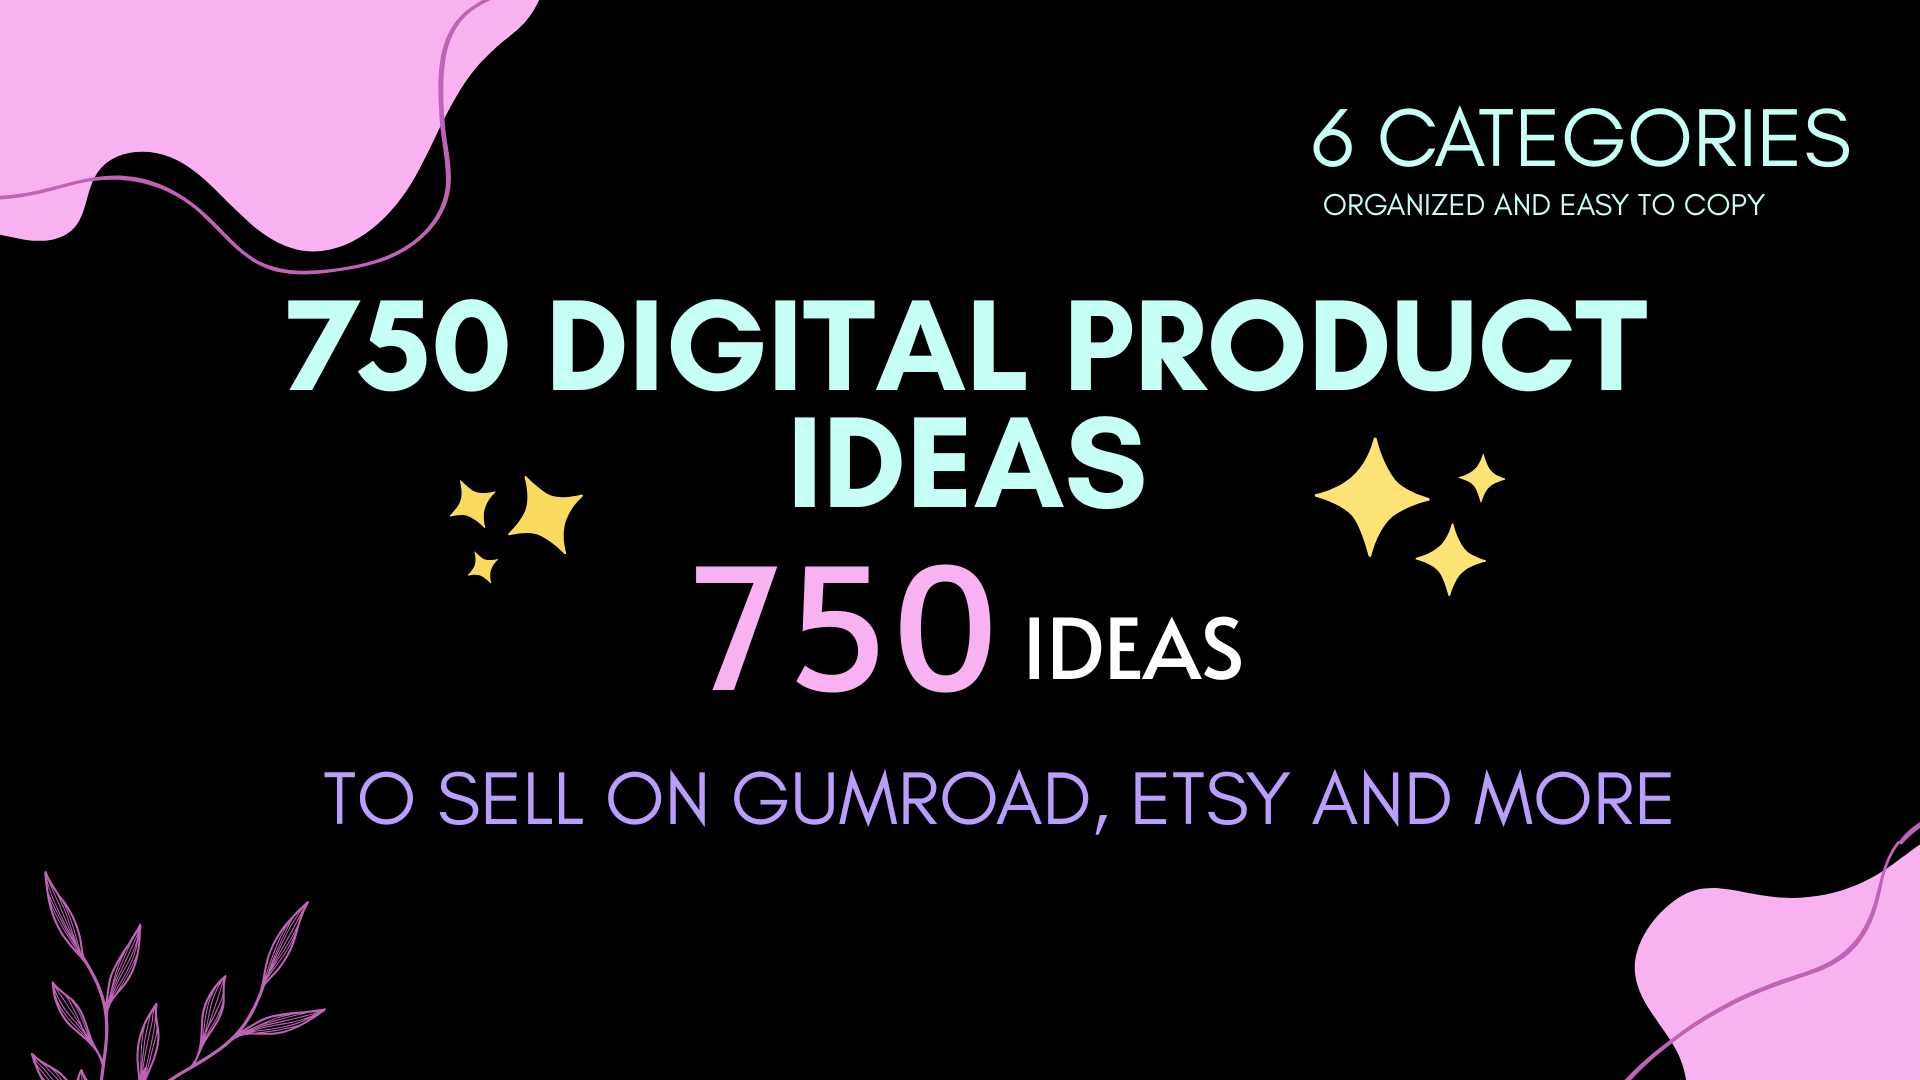 6 CATEGORIES
ORGANIZED AND EASY TO COPY
750 DIGITAL PRODUCT
IDEAS
750 IDEAS
TO SELL ON GUMROAD, ETSY AND MORE